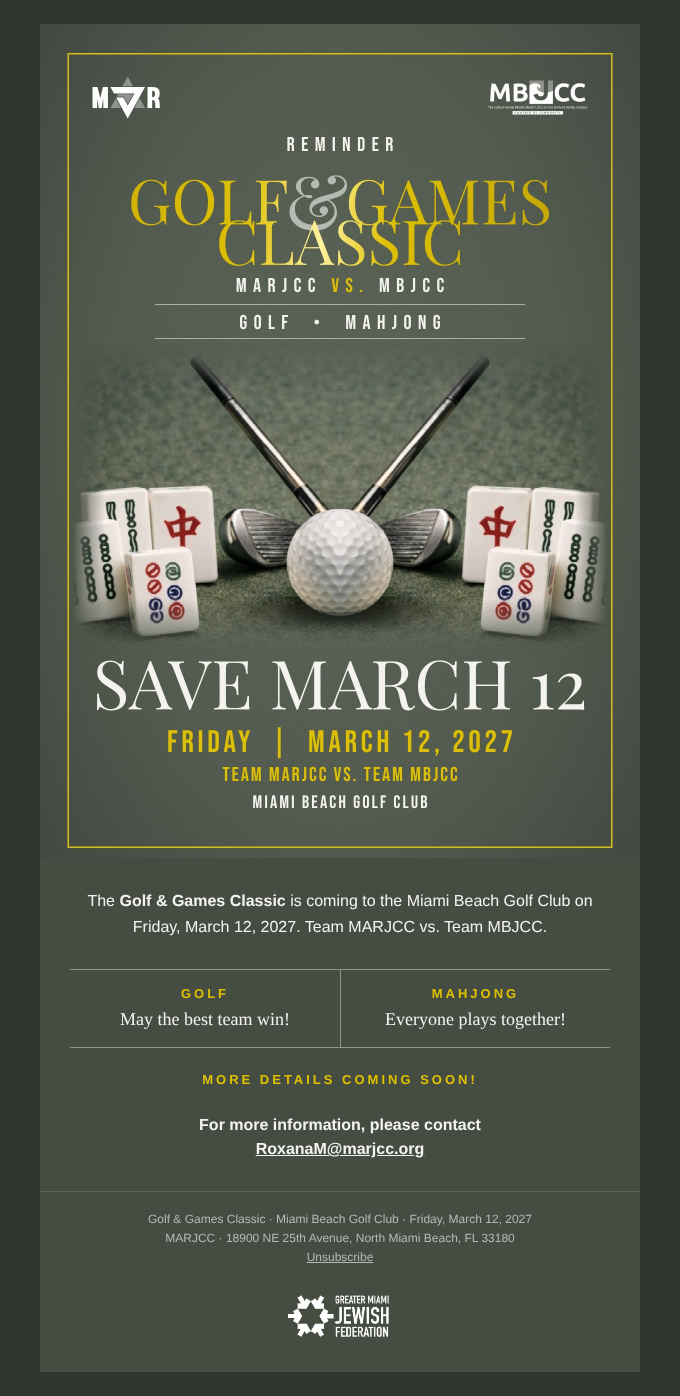 MAR
MBJCC
REMINDER
GOLF & GAMES
CLASSIC
MARJCC VS. MBJCC
GOLF • MAHJONG
中
中
SAVE MARCH 12
FRIDAY | MARCH 12, 2027
TEAM MARJCC VS. TEAM MBJCC
MIAMI BEACH GOLF CLUB
The Golf & Games Classic is coming to the Miami Beach Golf Club on
Friday, March 12, 2027. Team MARJCC vs. Team MBJCC.
GOLF
May the best team win!
MAHJONG
Everyone plays together!
MORE DETAILS COMING SOON!
For more information, please contact
RoxanaM@marjcc.org
Golf & Games Classic · Miami Beach Golf Club · Friday, March 12, 2027
MARJCC · 18900 NE 25th Avenue, North Miami Beach, FL 33180
Unsubscribe
GREATER MIAMI
JEWISH
FEDERATION